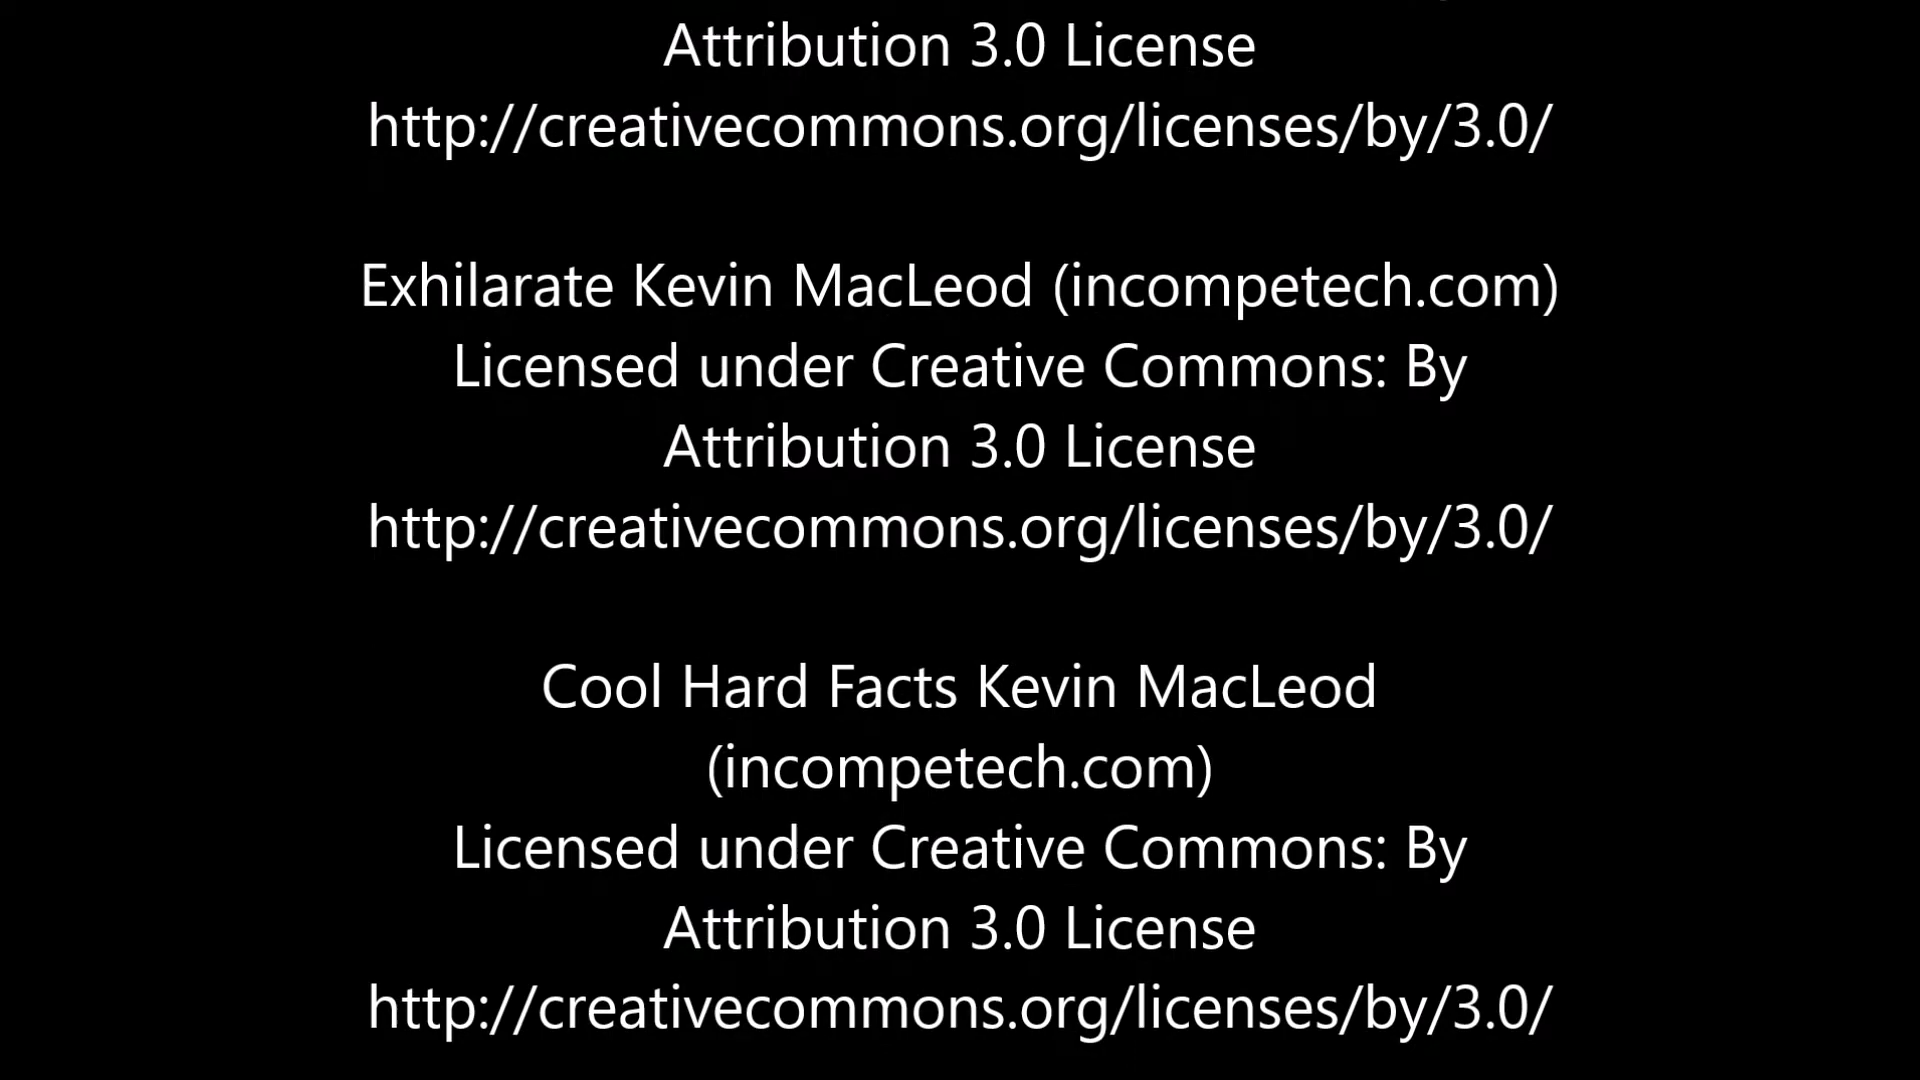 Attribution 3.0 License
http://creativecommons.org/licenses/by/3.0/
Exhilarate Kevin MacLeod (incompetech.com)
Licensed under Creative Commons: By
Attribution 3.0 License
http://creativecommons.org/licenses/by/3.0/
Cool Hard Facts Kevin MacLeod
(incompetech.com)
Licensed under Creative Commons: By
Attribution 3.0 License
http://creativecommons.org/licenses/by/3.0/